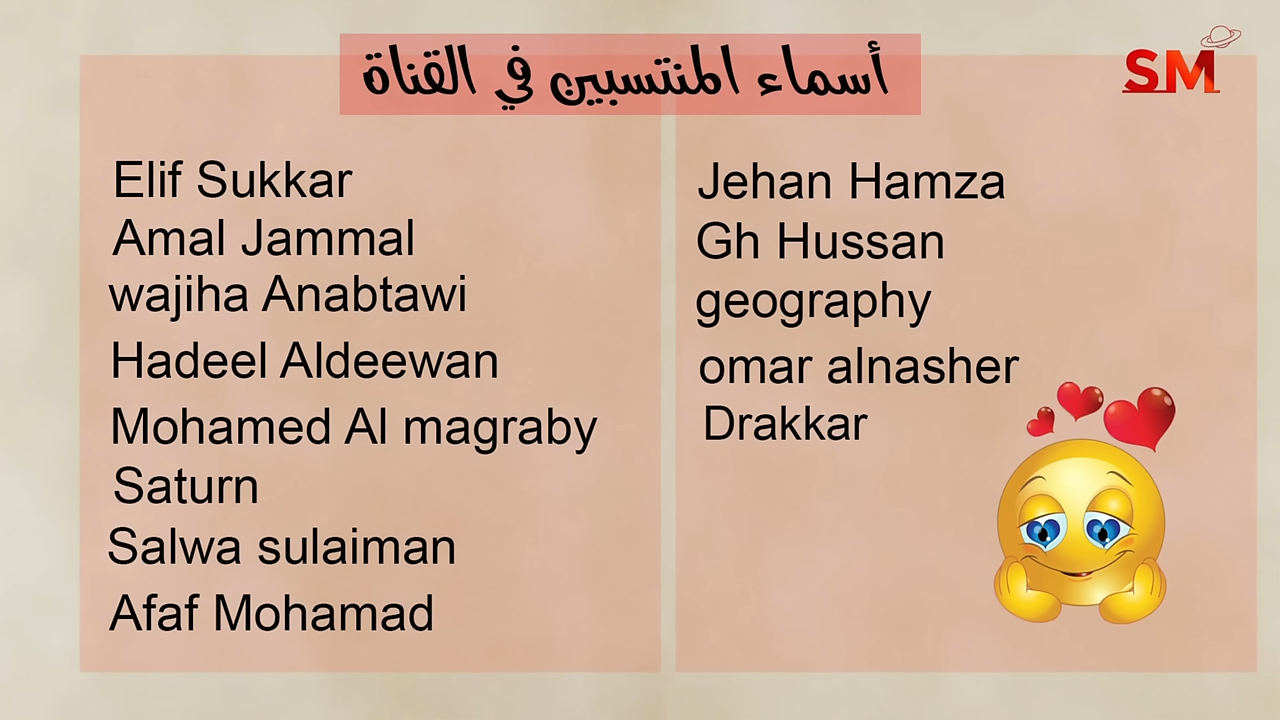 أسماء المنتسبين في القناة
SM
Elif Sukkar
Amal Jammal
wajiha Anabtawi
Hadeel Aldeewan
Mohamed Al magraby
Saturn
Salwa sulaiman
Afaf Mohamad
Jehan Hamza
Gh Hussan
geography
omar alnasher
Drakkar